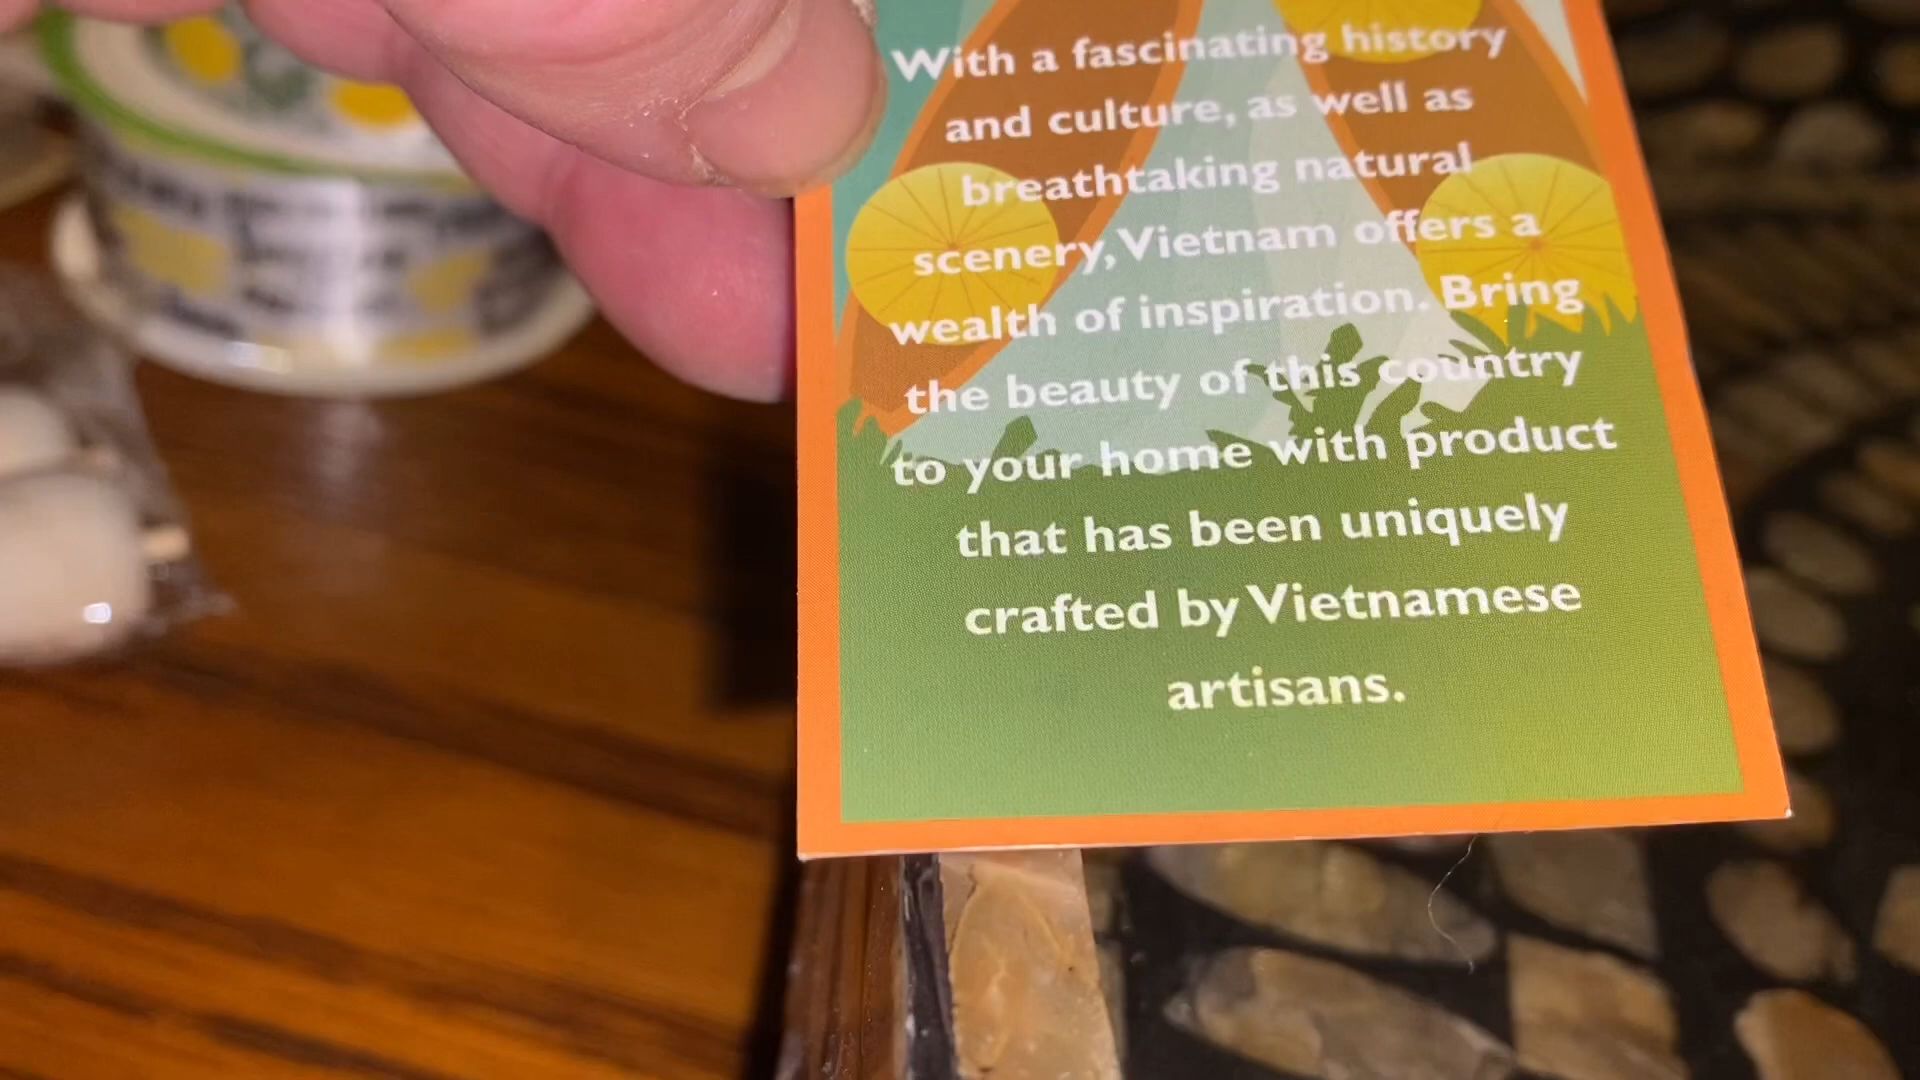 With a fascinating history
and culture, as well as
breathtaking natural
scenery, Vietnam offers a
wealth of inspiration. Bring
the beauty of this country
to your home with product
that has been uniquely
crafted by Vietnamese
artisans.